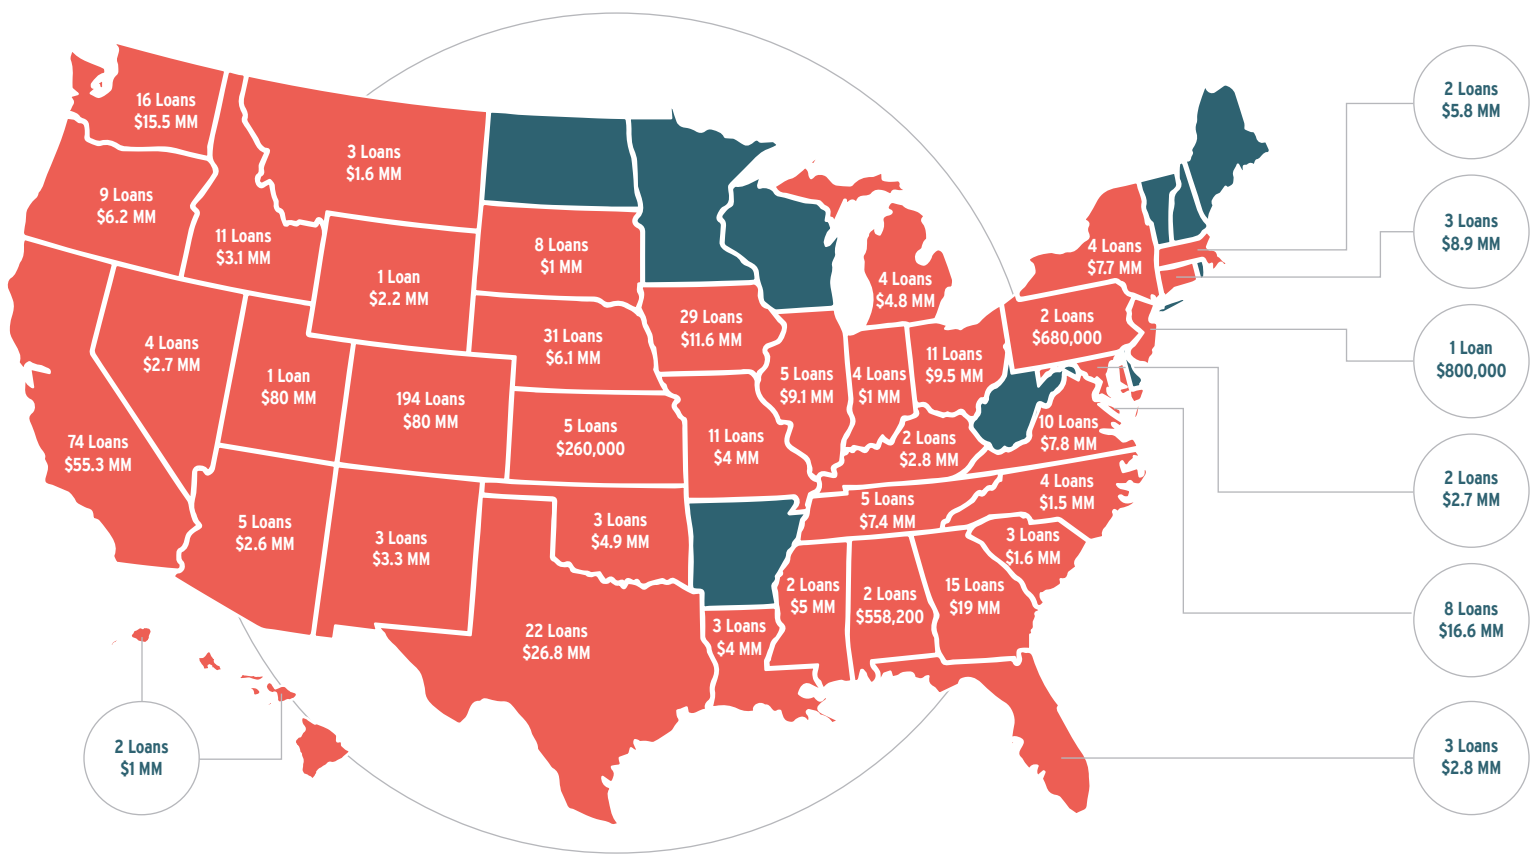 16 Loans
$15.5 MM
3 Loans
$1.6 MM
9 Loans
$6.2 MM
11 Loans
$3.1 MM
1 Loan
$2.2 MM
8 Loans
$1 MM
4 Loans
$4.8 MM
4 Loans
$7.7 MM
2 Loans
$5.8 MM
3 Loans
$8.9 MM
4 Loans
$2.7 MM
1 Loan
$80 MM
194 Loans
$80 MM
31 Loans
$6.1 MM
29 Loans
$11.6 MM
5 Loans
$9.1 MM
4 Loans
$1 MM
11 Loans
$9.5 MM
2 Loans
$680,000
1 Loan
$800,000
74 Loans
$55.3 MM
5 Loans
$260,000
11 Loans
$4 MM
2 Loans
$2.8 MM
10 Loans
$7.8 MM
2 Loans
$2.7 MM
5 Loans
$2.6 MM
3 Loans
$3.3 MM
3 Loans
$4.9 MM
5 Loans
$7.4 MM
4 Loans
$1.5 MM
3 Loans
$1.6 MM
22 Loans
$26.8 MM
3 Loans
$4 MM
2 Loans
$5 MM
2 Loans
$558,200
15 Loans
$19 MM
8 Loans
$16.6 MM
2 Loans
$1 MM
3 Loans
$2.8 MM